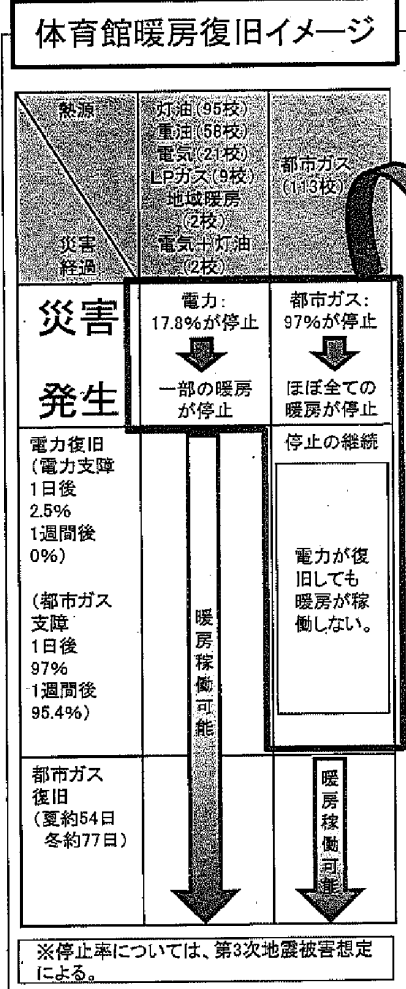 体育館暖房復旧イメージ
熱源
災害
経過
灯油(95校)
重油(58校)
電気(21校)
LPガス(9校)
地域暖房
(2校)
電気＋灯油
(2校)
都市ガス
(113校)
災害
発生
電力:
17.8%が停止
一部の暖房
が停止
都市ガス:
97%が停止
ほぼ全ての
暖房が停止
電力復旧
(電力支障
1日後
2.5%
1週間後
0%)
(都市ガス
支障
1日後
97%
1週間後
95.4%)
暖房稼働可能
停止の継続
電力が復
旧しても
暖房が稼
働しない。
都市ガス
復旧
(夏約54日
冬約77日)
暖房稼働可能
※停止率については、第3次地震被害想定
による。